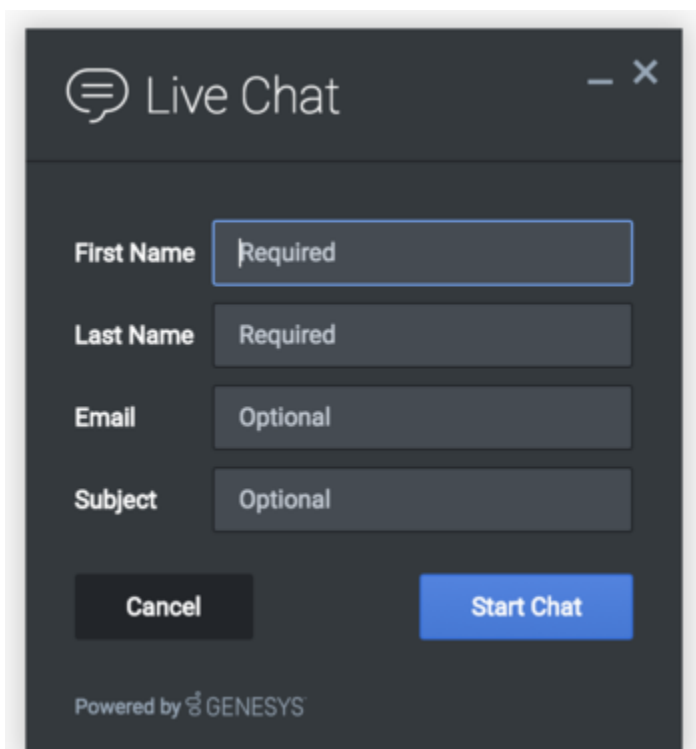 Live Chat
First Name Required
Last Name Required
Email Optional
Subject Optional
Cancel Start Chat
Powered by GENESYS